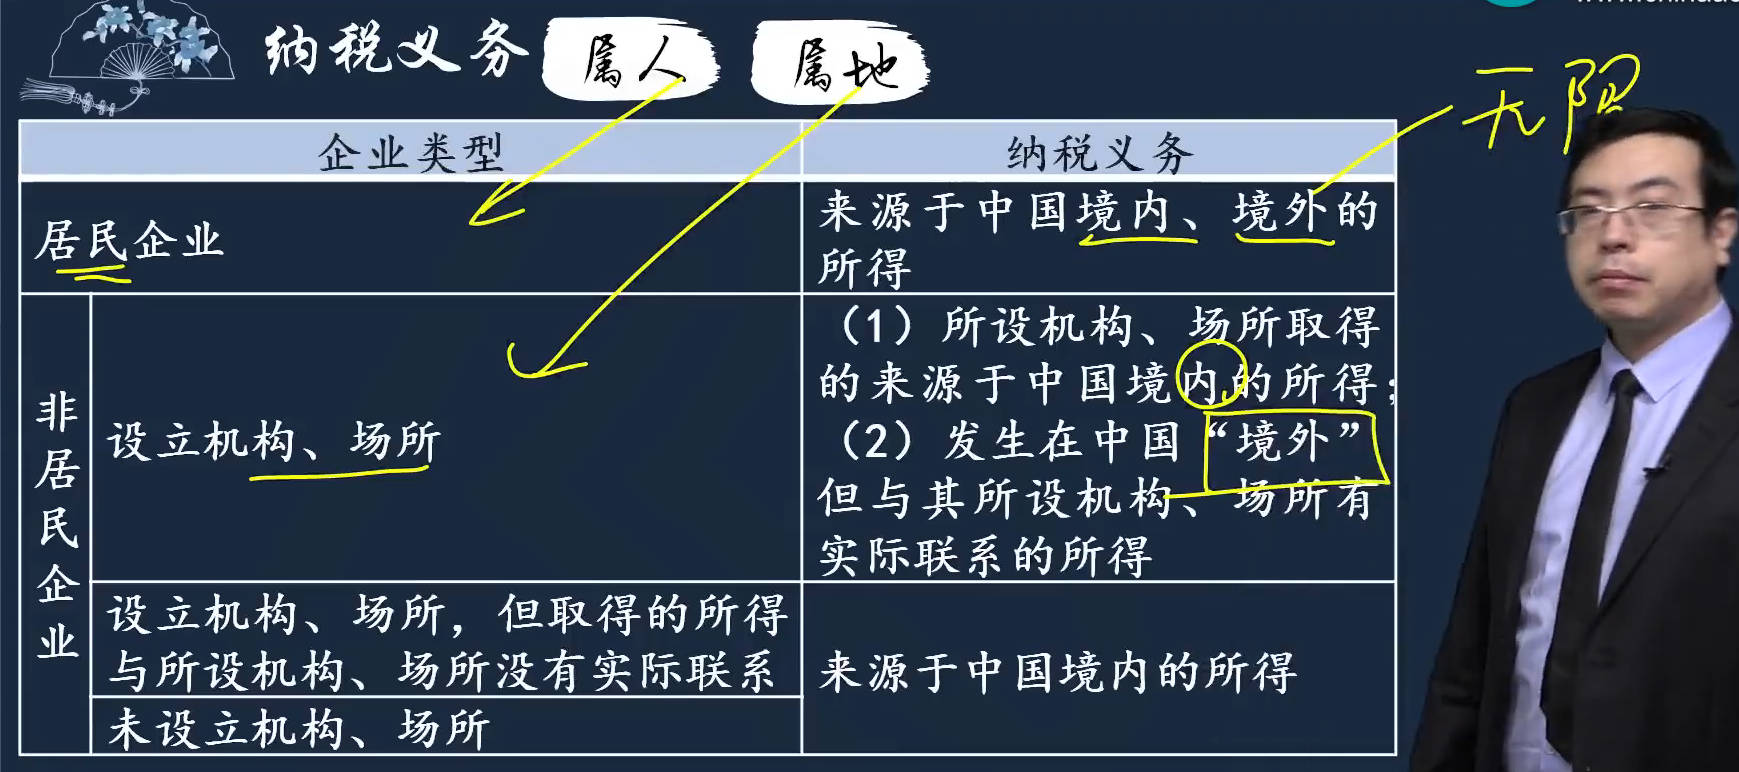 纳税义务 属人 属地
无限
企业类型 纳税义务
居民企业
来源于中国境内、境外的
所得
非居民企业
设立机构、场所
（1）所设机构、场所取得
的来源于中国境内的所得；
（2）发生在中国“境外”
但与其所设机构、场所有
实际联系的所得
设立机构、场所，但取得的所得
与所设机构、场所没有实际联系
未设立机构、场所
来源于中国境内的所得